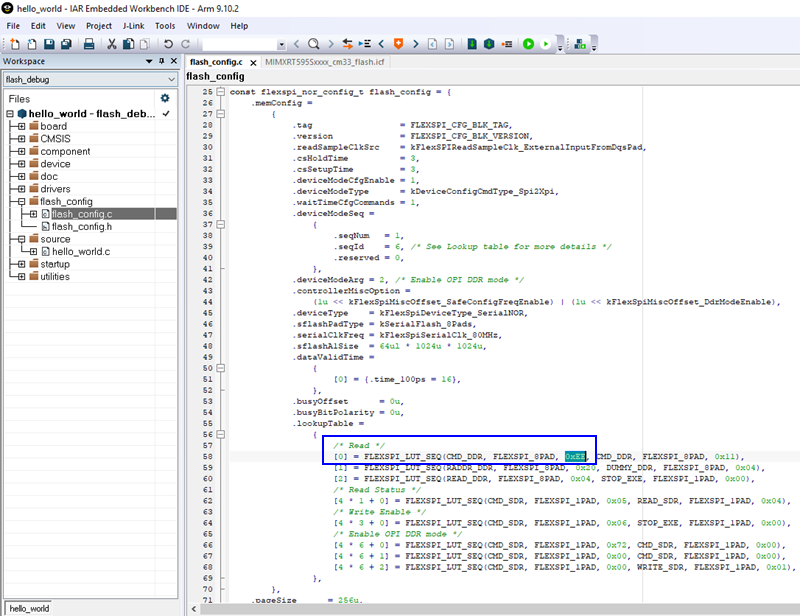 hello_world - IAR Embedded Workbench IDE - Arm 9.10.2
File Edit View Project J-Link Tools Window Help
Workspace
flash_debug
Files
hello_world - flash_deb...
board
CMSIS
component
device
doc
drivers
flash_config
flash_config.c
flash_config.h
source
hello_world.c
startup
utilities
hello_world
flash_config.c MIMXRT595Sxxxx_cm33_flash.icf
flash_config
25 const flexspi_nor_config_t flash_config = {
26 .memConfig =
27 {
28 .tag = FLEXSPI_CFG_BLK_TAG,
29 .version = FLEXSPI_CFG_BLK_VERSION,
30 .readSampleClkSrc = kFlexSPIReadSampleClk_ExternalInputFromDqsPad,
31 .csHoldTime = 3,
32 .csSetupTime = 3,
33 .deviceModeCfgEnable = 1,
34 .deviceModeType = kDeviceConfigCmdType_Spi2Xpi,
35 .waitTimeCfgCommands = 1,
36 .deviceModeSeq =
37 {
38 .seqNum = 1,
39 .seqId = 6, /* See Lookup table for more details */
40 .reserved = 0,
41 },
42 .deviceModeArg = 2, /* Enable OPI DDR mode */
43 .controllerMiscOption =
44 (1u << kFlexSpiMiscOffset_SafeConfigFreqEnable) | (1u << kFlexSpiMiscOffset_DdrModeEnable),
45 .deviceType = kFlexSpiDeviceType_SerialNOR,
46 .sflashPadType = kSerialFlash_8Pads,
47 .serialClkFreq = kFlexSpiSerialClk_80MHz,
48 .sflashA1Size = 64ul * 1024u * 1024u,
49 .dataValidTime =
50 {
51 [0] = {.time_100ps = 16},
52 },
53 .busyOffset = 0u,
54 .busyBitPolarity = 0u,
55 .lookupTable =
56 {
57 /* Read */
58 [0] = FLEXSPI_LUT_SEQ(CMD_DDR, FLEXSPI_8PAD, 0xEE, CMD_DDR, FLEXSPI_8PAD, 0x11),
59 [1] = FLEXSPI_LUT_SEQ(RADDR_DDR, FLEXSPI_8PAD, 0x20, DUMMY_DDR, FLEXSPI_8PAD, 0x04),
60 [2] = FLEXSPI_LUT_SEQ(READ_DDR, FLEXSPI_8PAD, 0x04, STOP_EXE, FLEXSPI_1PAD, 0x00),
61 /* Read Status */
62 [4 * 1 + 0] = FLEXSPI_LUT_SEQ(CMD_SDR, FLEXSPI_1PAD, 0x05, READ_SDR, FLEXSPI_1PAD, 0x04),
63 /* Write Enable */
64 [4 * 3 + 0] = FLEXSPI_LUT_SEQ(CMD_SDR, FLEXSPI_1PAD, 0x06, STOP_EXE, FLEXSPI_1PAD, 0x00),
65 /* Enable OPI DDR mode */
66 [4 * 6 + 0] = FLEXSPI_LUT_SEQ(CMD_SDR, FLEXSPI_1PAD, 0x72, CMD_SDR, FLEXSPI_1PAD, 0x00),
67 [4 * 6 + 1] = FLEXSPI_LUT_SEQ(CMD_SDR, FLEXSPI_1PAD, 0x00, CMD_SDR, FLEXSPI_1PAD, 0x00),
68 [4 * 6 + 2] = FLEXSPI_LUT_SEQ(CMD_SDR, FLEXSPI_1PAD, 0x00, WRITE_SDR, FLEXSPI_1PAD, 0x01),
69 },
70 },
71 .pageSize = 256u,